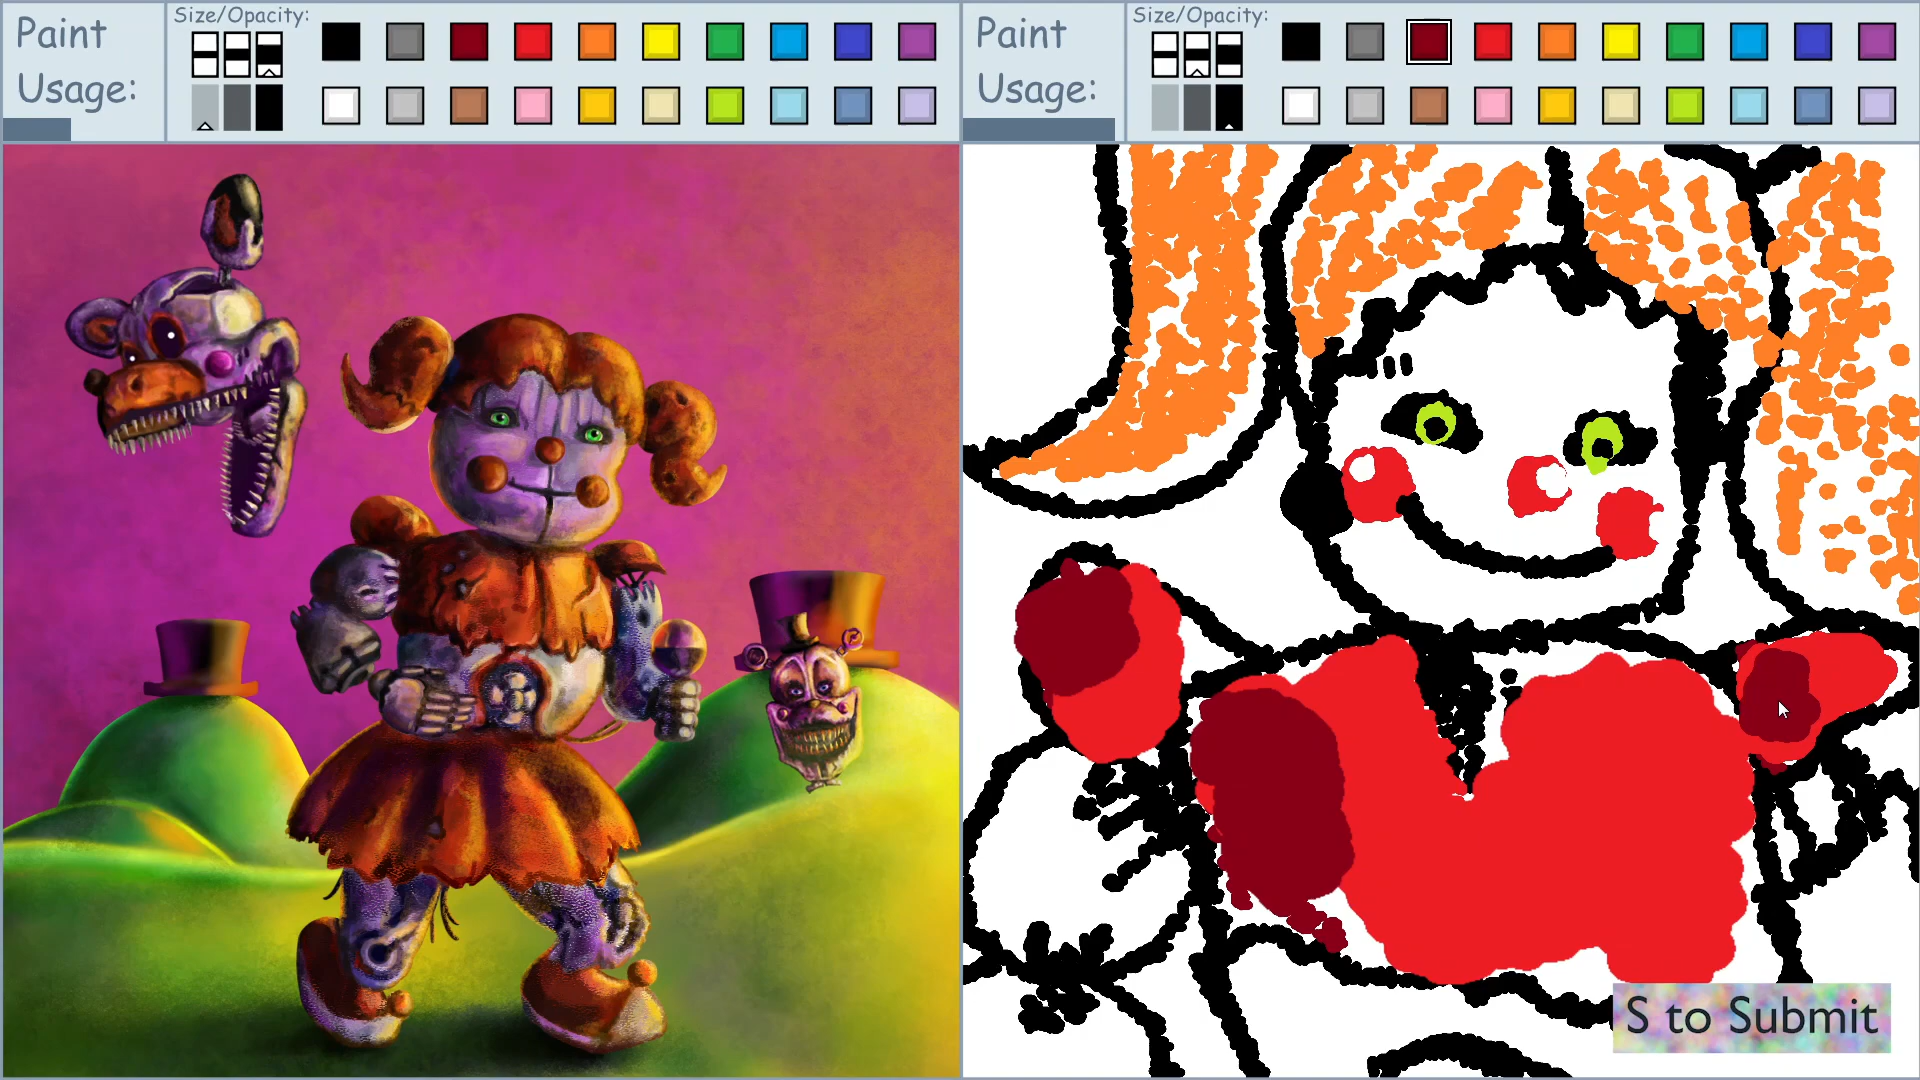 Paint
Usage:
Size/Opacity:
Paint
Usage:
Size/Opacity:
S to Submit